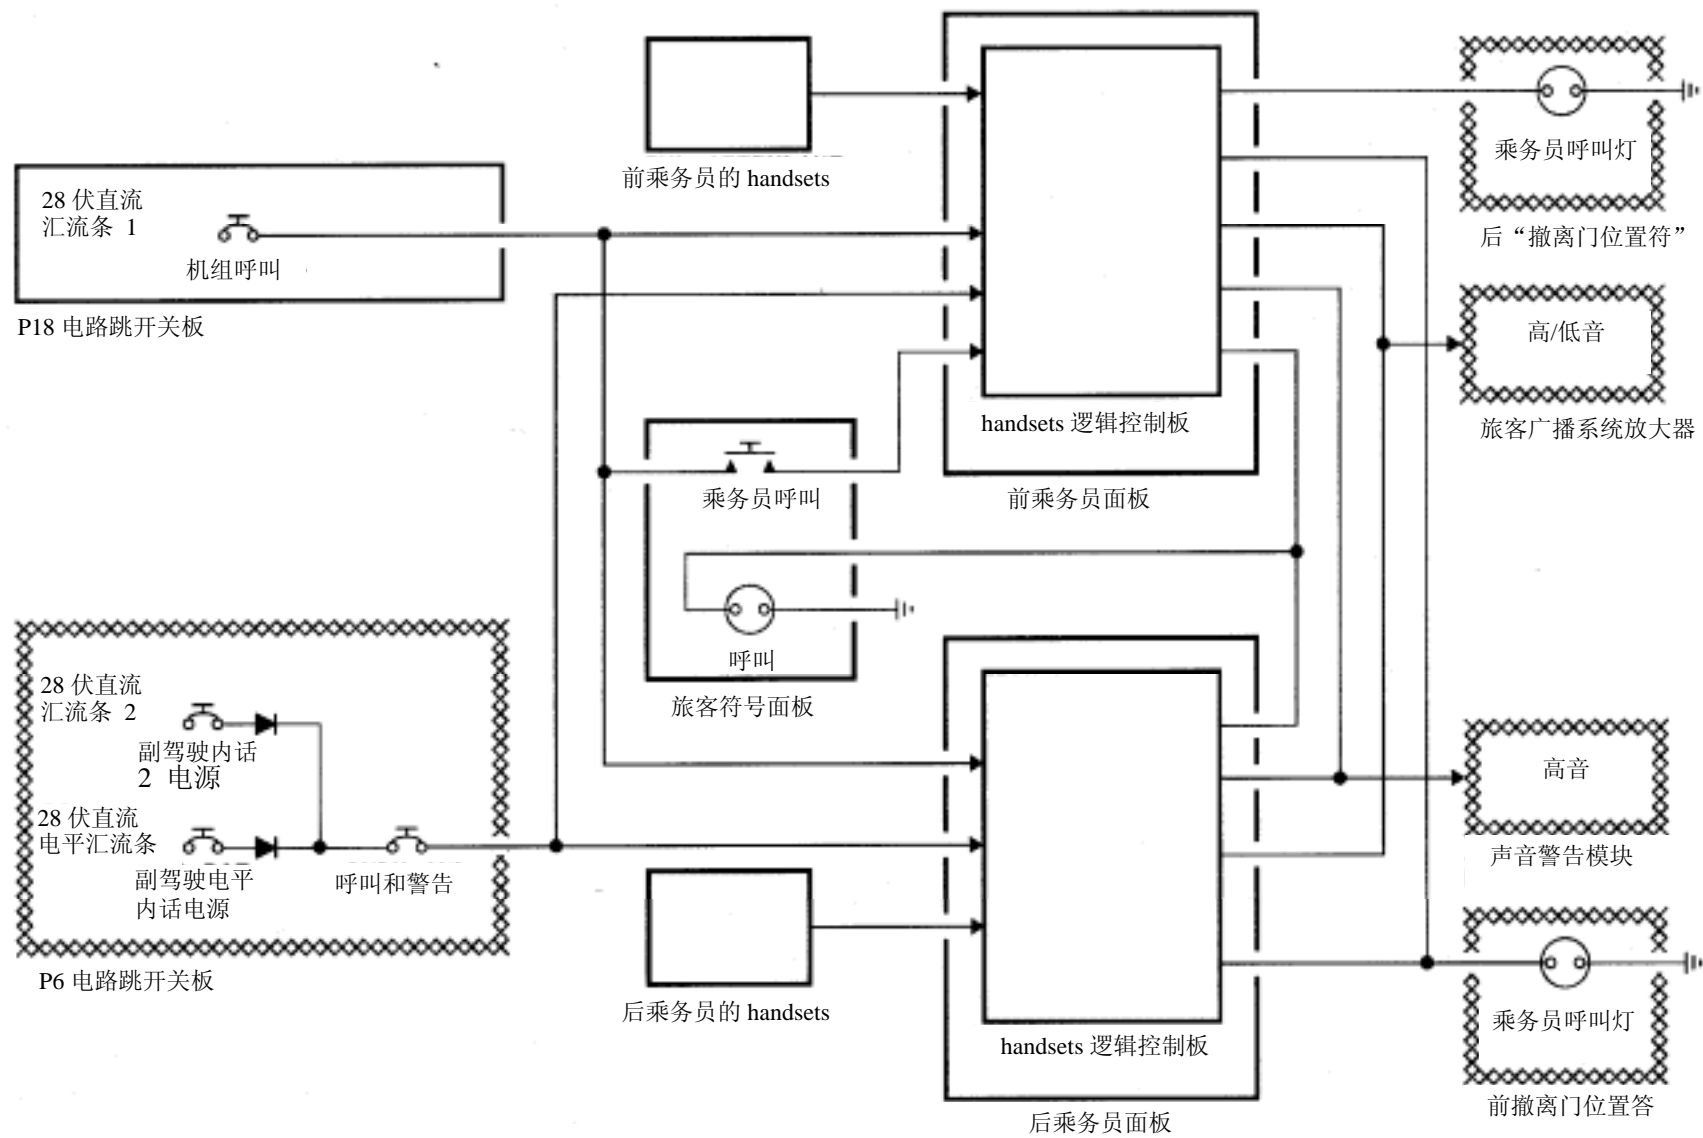 前乘务员的 handsets
28 伏直流
汇流条 1
机组呼叫
P18 电路跳开关板
handsets 逻辑控制板
前乘务员面板
乘务员呼叫灯
后“撤离门位置符”
高/低音
旅客广播系统放大器
乘务员呼叫
呼叫
旅客符号面板
28 伏直流
汇流条 2
副驾驶内话
2 电源
28 伏直流
电平汇流条
副驾驶电平
内话电源
呼叫和警告
P6 电路跳开关板
后乘务员的 handsets
handsets 逻辑控制板
后乘务员面板
高音
声音警告模块
乘务员呼叫灯
前撤离门位置答